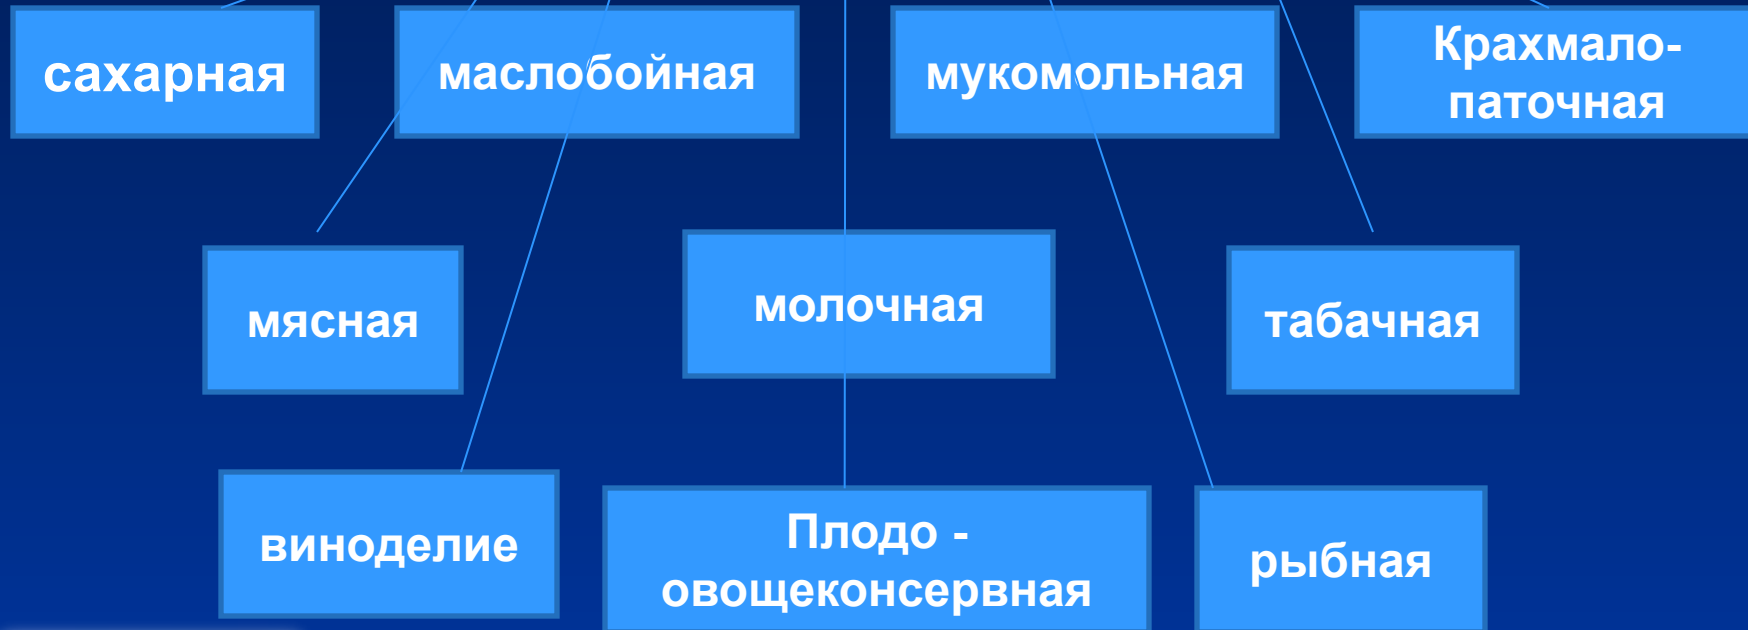 сахарная
маслобойная
мукомольная
Крахмало-
паточная
мясная
молочная
табачная
виноделие
Плодо -
овощеконсервная
рыбная